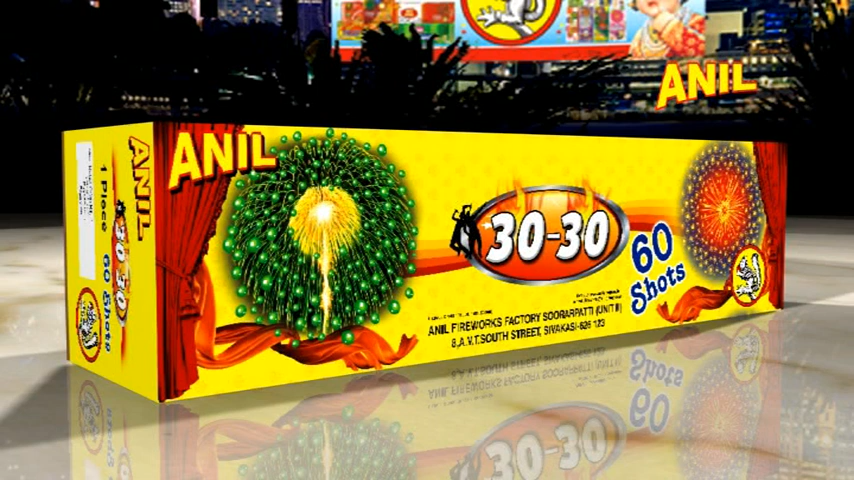 ANIL
ANIL
ANIL
30-30
60
Shots
ANIL FIREWORKS FACTORY SOORARPATTI (UNIT II)
8.A.V.T.SOUTH STREET, SIVAKASI-626 123
1 Piece
30-30
60 Shots